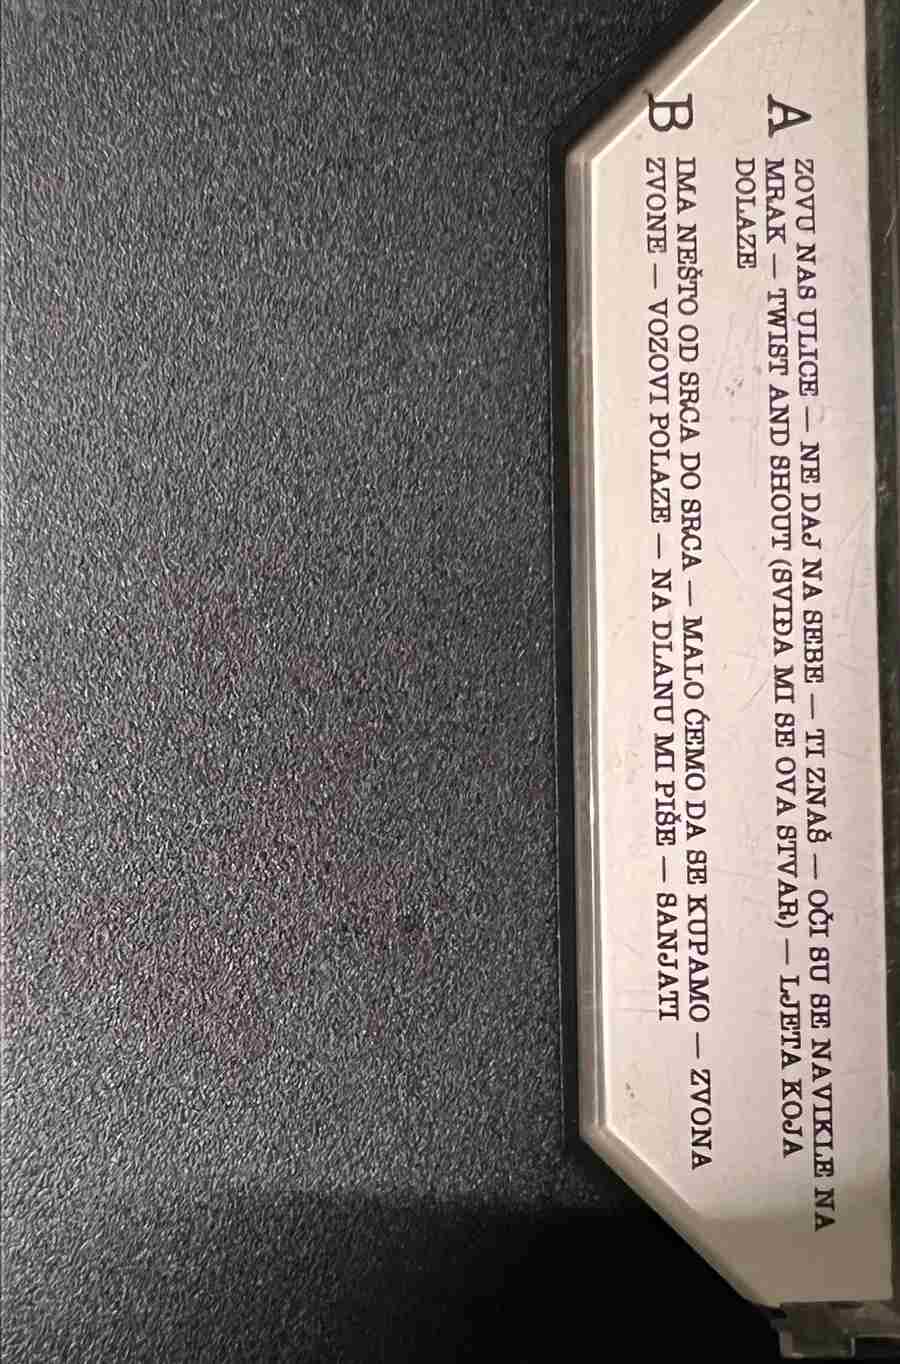 A
ZOVU NAS ULICE — NE DAJ NA SEBE — TI ZNAŠ — OČI SU SE NAVIKLE NA
MRAK — TWIST AND SHOUT (SVIĐA MI SE OVA STVAR) — LJETA KOJA
DOLAZE
B
IMA NEŠTO OD SRCA DO SRCA — MALO ĆEMO DA SE KUPAMO — ZVONA
ZVONE — VOZOVI POLAZE — NA DLANU MI PIŠE — SANJATI